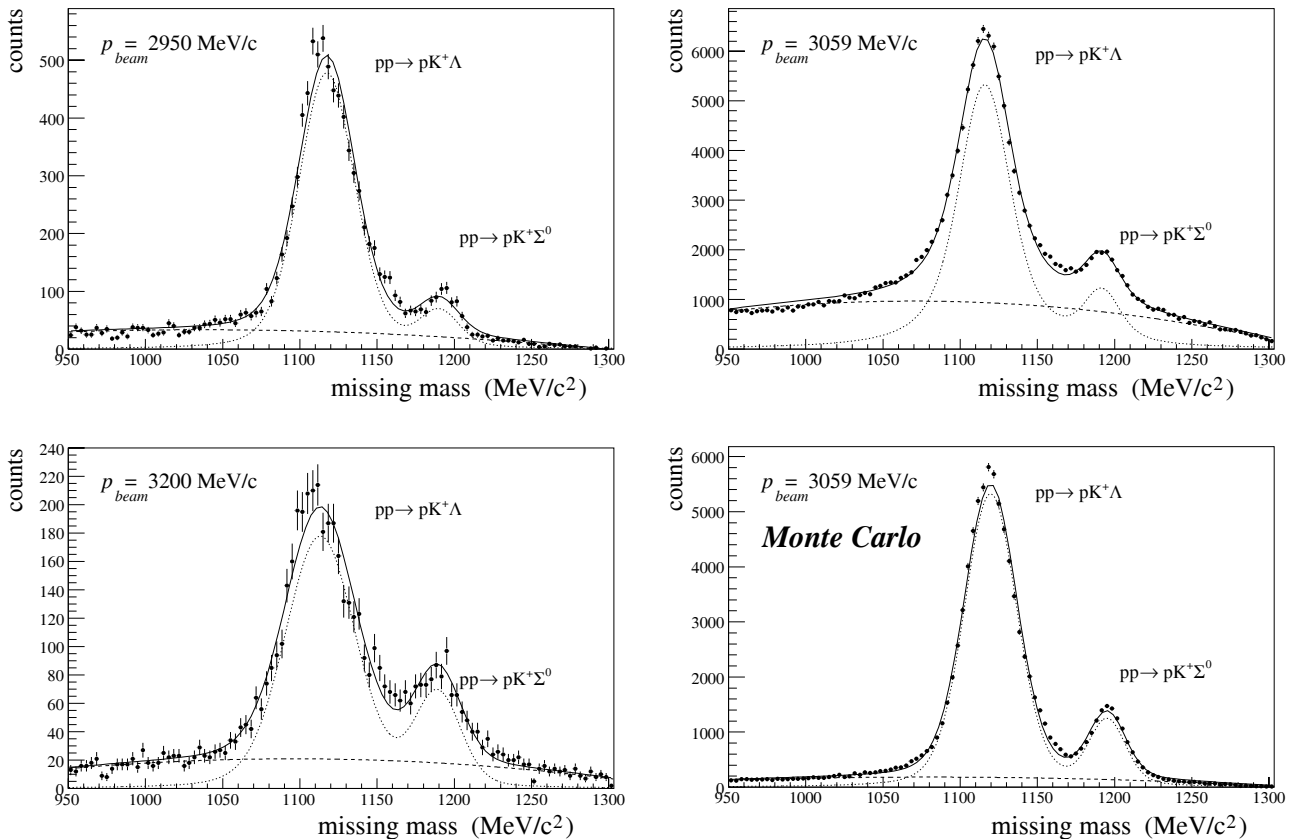 counts
p_beam = 2950 MeV/c
pp→ pK⁺Λ
pp→ pK⁺Σ⁰
500
400
300
200
100
0
950 1000 1050 1100 1150 1200 1250 1300
missing mass (MeV/c²)
counts
p_beam = 3059 MeV/c
pp→ pK⁺Λ
pp→ pK⁺Σ⁰
6000
5000
4000
3000
2000
1000
0
950 1000 1050 1100 1150 1200 1250 1300
missing mass (MeV/c²)
counts
p_beam = 3200 MeV/c
pp→ pK⁺Λ
pp→ pK⁺Σ⁰
240
220
200
180
160
140
120
100
80
60
40
20
0
950 1000 1050 1100 1150 1200 1250 1300
missing mass (MeV/c²)
counts
p_beam = 3059 MeV/c
pp→ pK⁺Λ
Monte Carlo
pp→ pK⁺Σ⁰
6000
5000
4000
3000
2000
1000
0
950 1000 1050 1100 1150 1200 1250 1300
missing mass (MeV/c²)